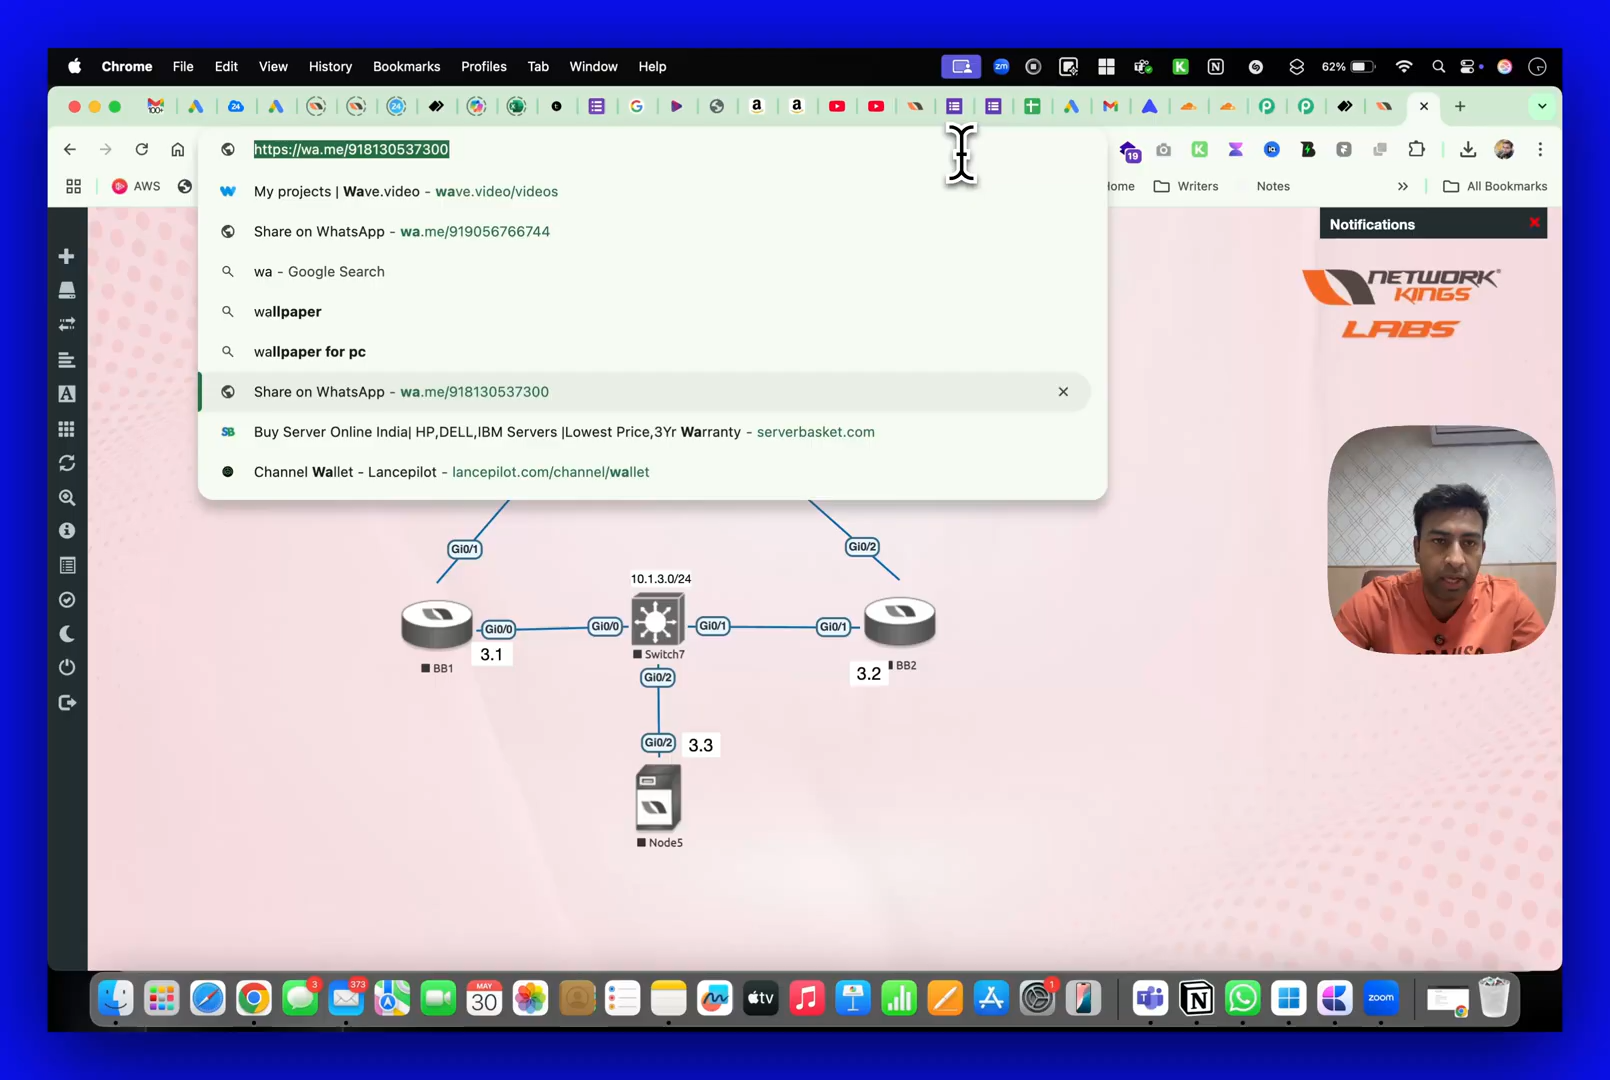 Chrome File Edit View History Bookmarks Profiles Tab Window Help 62%
https://wa.me/918130537300
19
AWS
ome Writers Notes » All Bookmarks
My projects | Wave.video - wave.video/videos
Share on WhatsApp - wa.me/919056766744
wa - Google Search
wallpaper
wallpaper for pc
Share on WhatsApp - wa.me/918130537300
Buy Server Online India| HP,DELL,IBM Servers |Lowest Price,3Yr Warranty - serverbasket.com
Channel Wallet - Lancepilot - lancepilot.com/channel/wallet
Notifications
NETWORK
KINGS
LABS
Gi0/1
Gi0/2
10.1.3.0/24
Gi0/0
Gi0/0
Gi0/1
Gi0/1
3.1
Switch7
BB1
BB2
3.2
Gi0/2
Gi0/2
3.3
Node5
3
373
MAY
30
tv
1
zoom